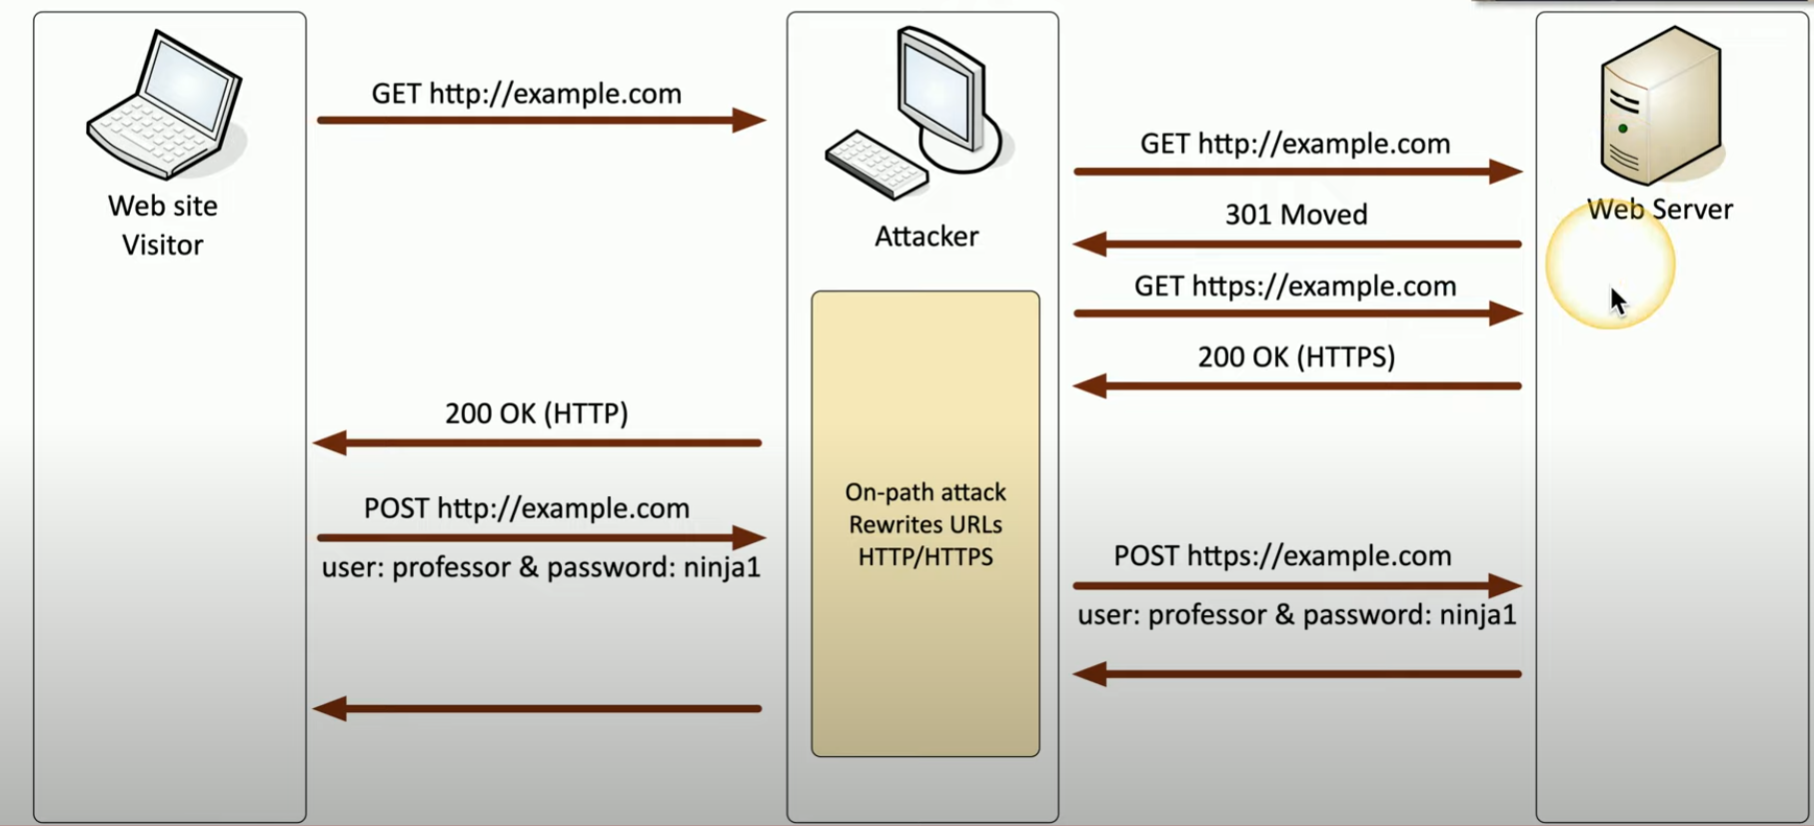 GET http://example.com
GET http://example.com
Web site
Visitor
Attacker
Web Server
301 Moved
GET https://example.com
200 OK (HTTPS)
200 OK (HTTP)
POST http://example.com
user: professor & password: ninja1
On-path attack
Rewrites URLs
HTTP/HTTPS
POST https://example.com
user: professor & password: ninja1